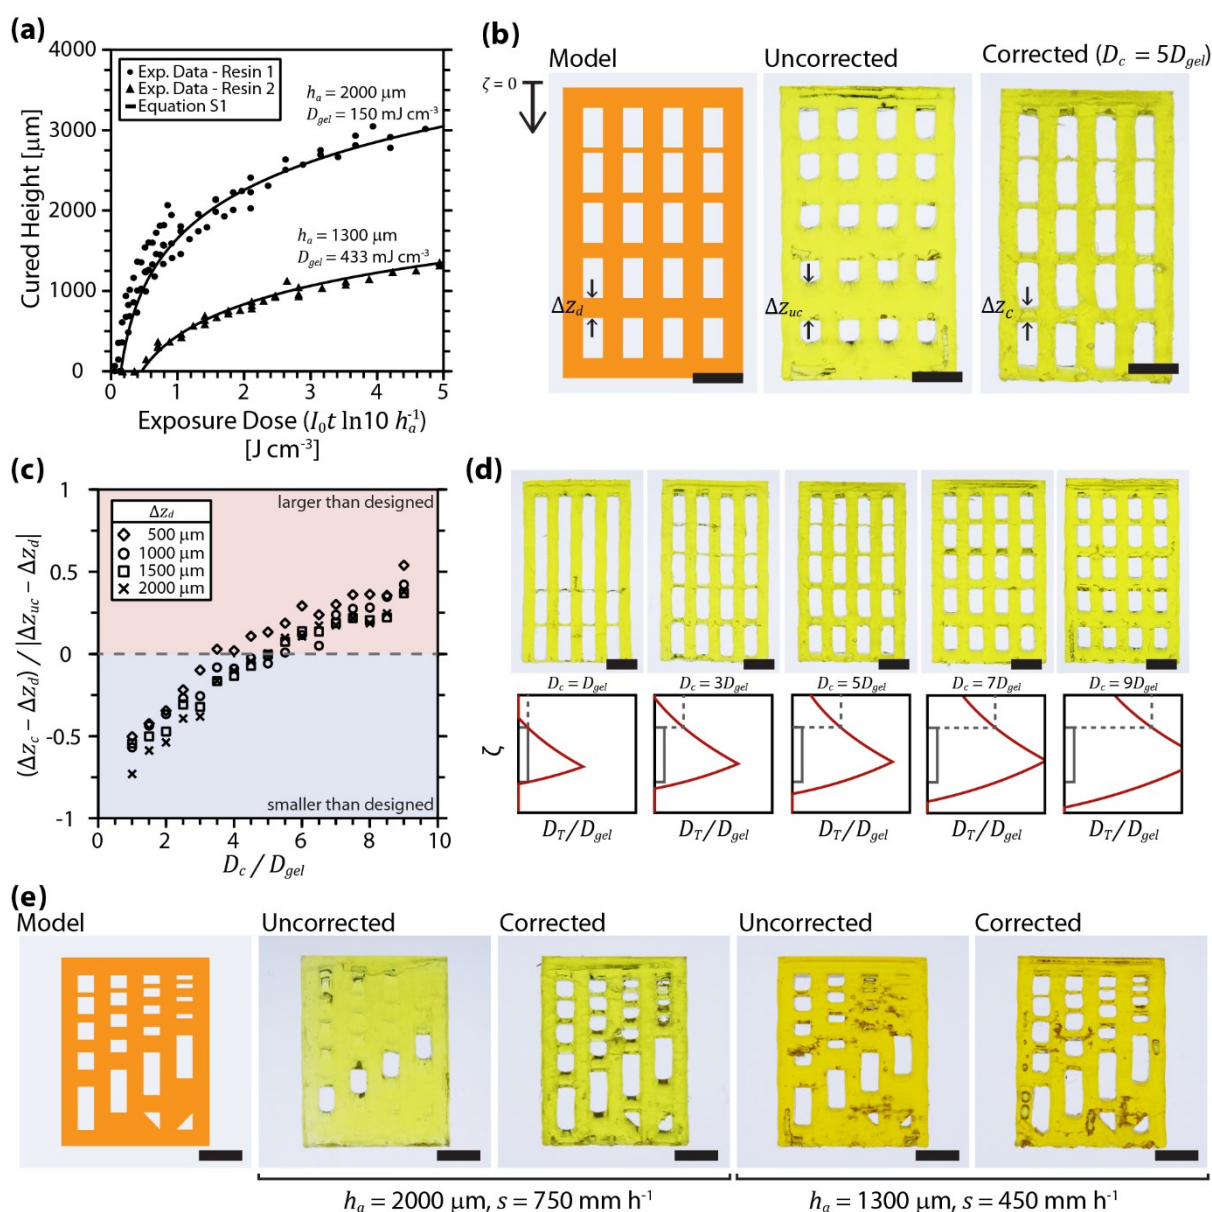 (a)
4000
3000
2000
1000
0
Cured Height [μm]
• Exp. Data - Resin 1
▲ Exp. Data - Resin 2
— Equation S1
hₐ = 2000 μm
D_gel = 150 mJ cm⁻³
hₐ = 1300 μm
D_gel = 433 mJ cm⁻³
0 1 2 3 4 5
Exposure Dose (I₀t ln10 hₐ⁻¹)
[J cm⁻³]
(b)
Model
Uncorrected
Corrected (D_c = 5D_gel)
ζ = 0
Δz_d
Δz_uc
Δz_c
(c)
1
0.5
0
-0.5
-1
(Δz_c − Δz_d) / |Δz_uc − Δz_d|
larger than designed
Δz_d
◇ 500 μm
○ 1000 μm
□ 1500 μm
× 2000 μm
smaller than designed
0 2 4 6 8 10
D_c / D_gel
(d)
D_c = D_gel
D_c = 3D_gel
D_c = 5D_gel
D_c = 7D_gel
D_c = 9D_gel
ζ
D_T/D_gel
D_T/D_gel
D_T/D_gel
D_T/D_gel
D_T/D_gel
(e)
Model
Uncorrected
Corrected
Uncorrected
Corrected
hₐ = 2000 μm, s = 750 mm h⁻¹
hₐ = 1300 μm, s = 450 mm h⁻¹